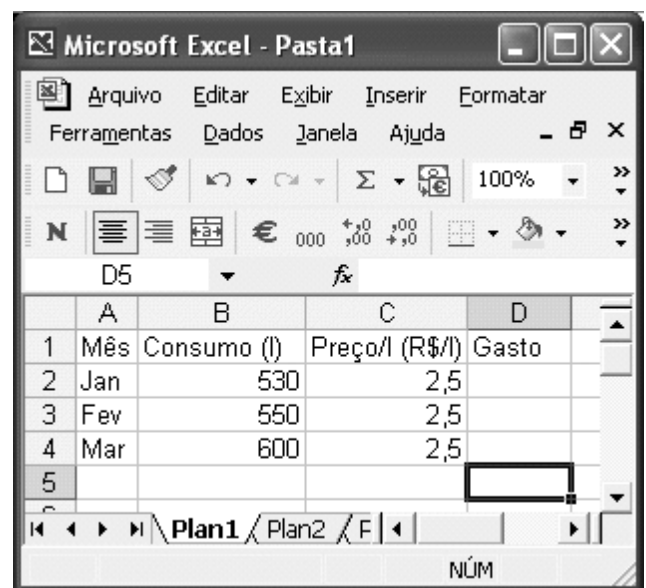 Microsoft Excel - Pasta1
Arquivo Editar Exibir Inserir Formatar
Ferramentas Dados Janela Ajuda
Σ 100%
N € 000 ,00 ,00
D5 fx
A B C D
1 Mês Consumo (l) Preço/l (R$/l) Gasto
2 Jan 530 2,5
3 Fev 550 2,5
4 Mar 600 2,5
5
Plan1 Plan2
NÚM